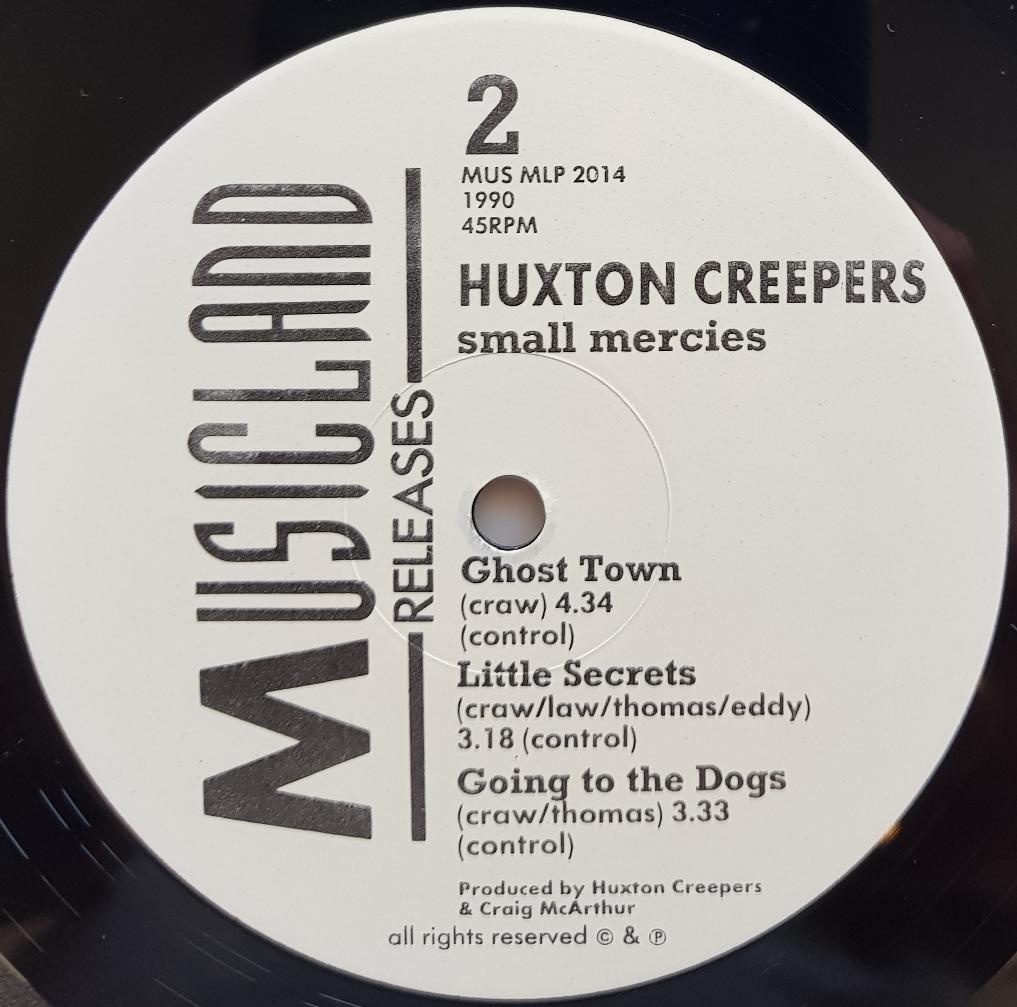 MUSICLAND
RELEASES
2
MUS MLP 2014
1990
45RPM
HUXTON CREEPERS
small mercies
Ghost Town
(craw) 4.34
(control)
Little Secrets
(craw/law/thomas/eddy)
3.18 (control)
Going to the Dogs
(craw/thomas) 3.33
(control)
Produced by Huxton Creepers
& Craig McArthur
all rights reserved © & ℗